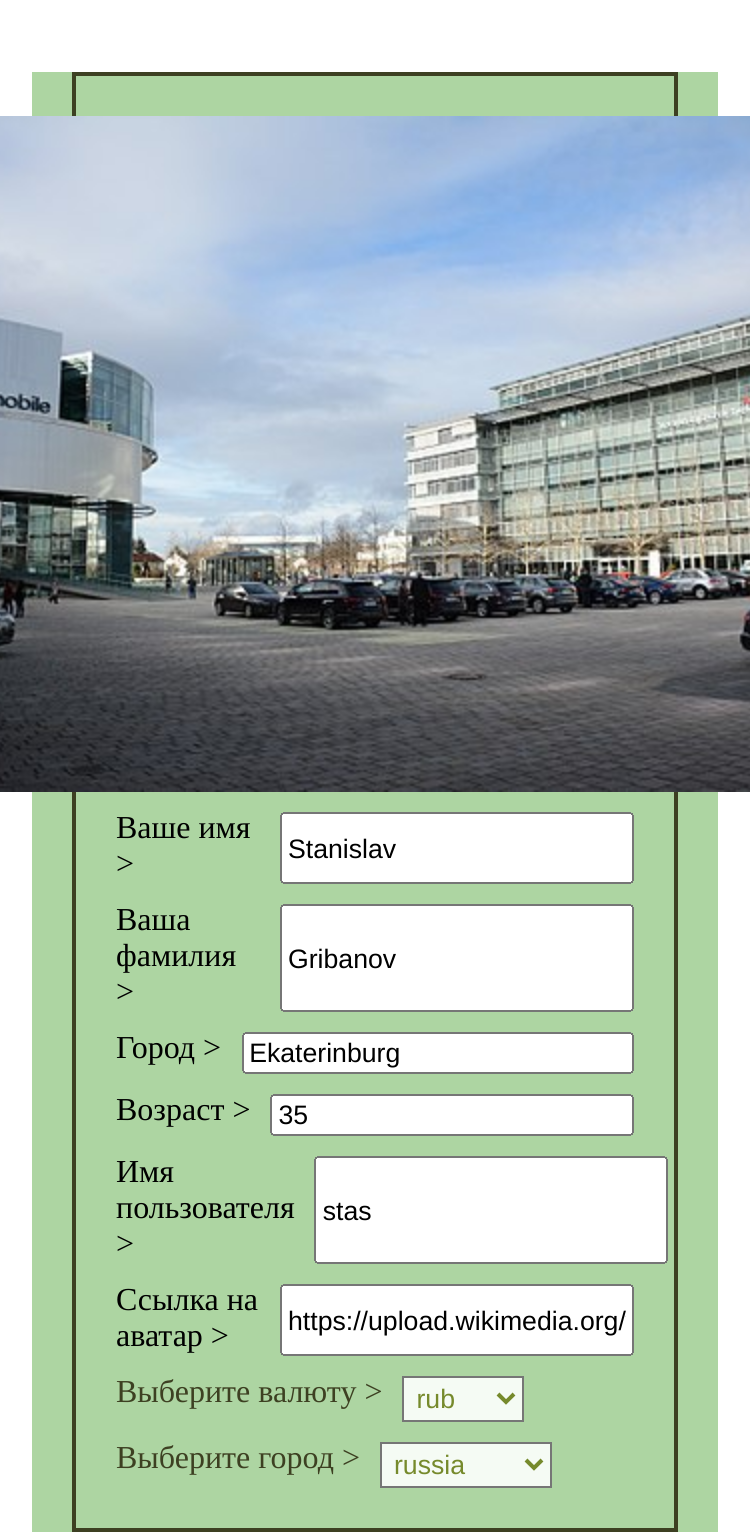 mobile
Ваше имя
>
Stanislav
Ваша
фамилия
>
Gribanov
Город >
Ekaterinburg
Возраст >
35
Имя
пользователя
>
stas
Ссылка на
аватар >
https://upload.wikimedia.org/
Выберите валюту >
rub
Выберите город >
russia